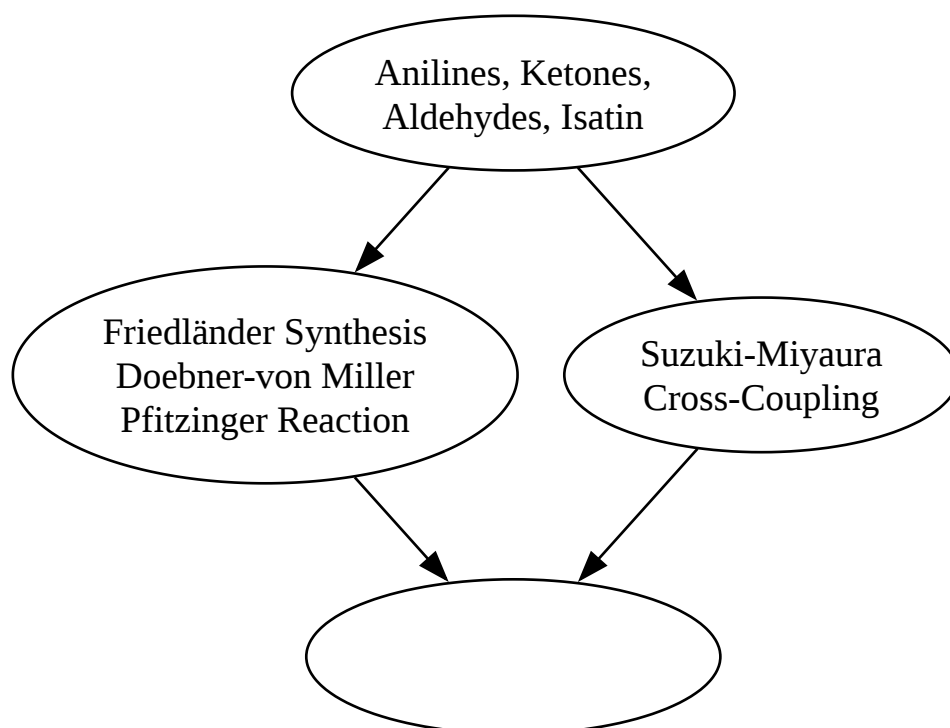 Anilines, Ketones,
Aldehydes, Isatin
Friedländer Synthesis
Doebner-von Miller
Pfitzinger Reaction
Suzuki-Miyaura
Cross-Coupling